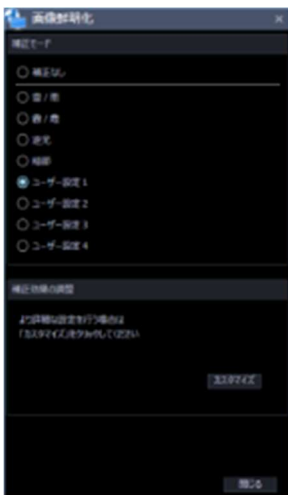 画像鮮明化
補正モード
補正なし
雪 / 雨
霧 / 煙
逆光
暗部
ユーザー設定 1
ユーザー設定 2
ユーザー設定 3
ユーザー設定 4
補正効果の調整
より詳細な設定を行う場合は
「カスタマイズ」をクリックしてください
カスタマイズ
閉じる